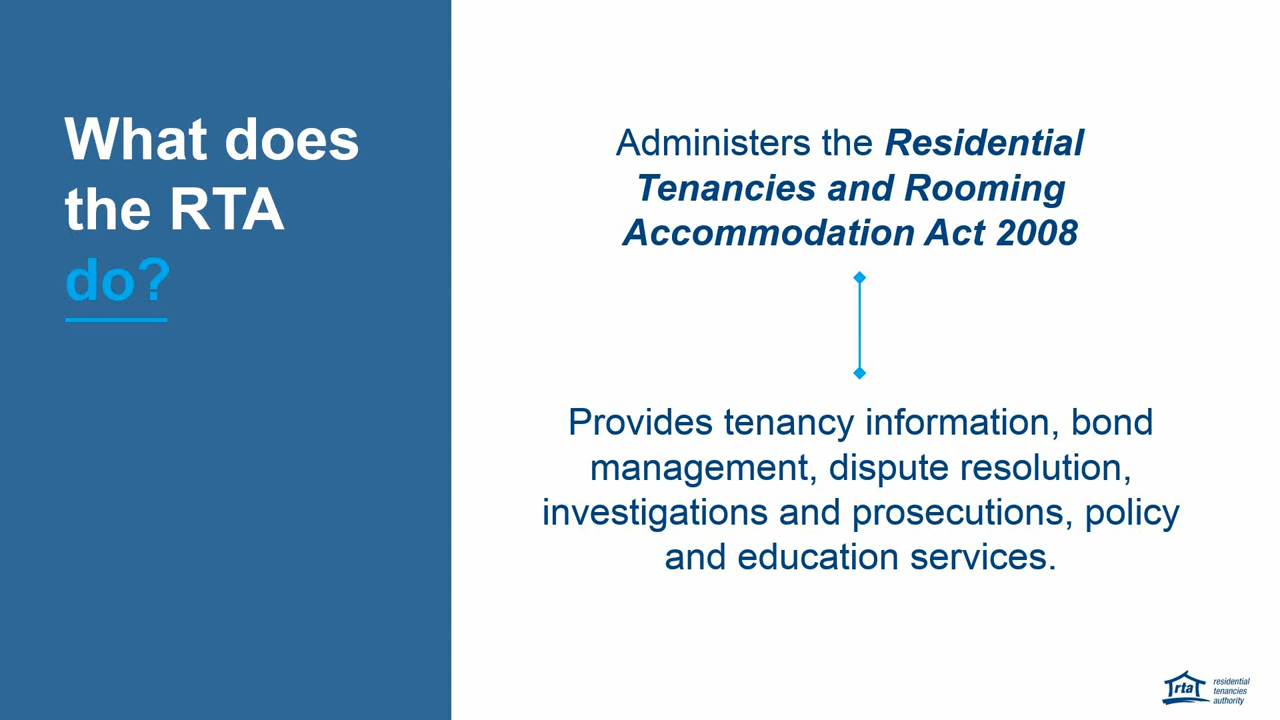 What does
the RTA
do?
Administers the Residential
Tenancies and Rooming
Accommodation Act 2008
Provides tenancy information, bond
management, dispute resolution,
investigations and prosecutions, policy
and education services.
rta
residential
tenancies
authority